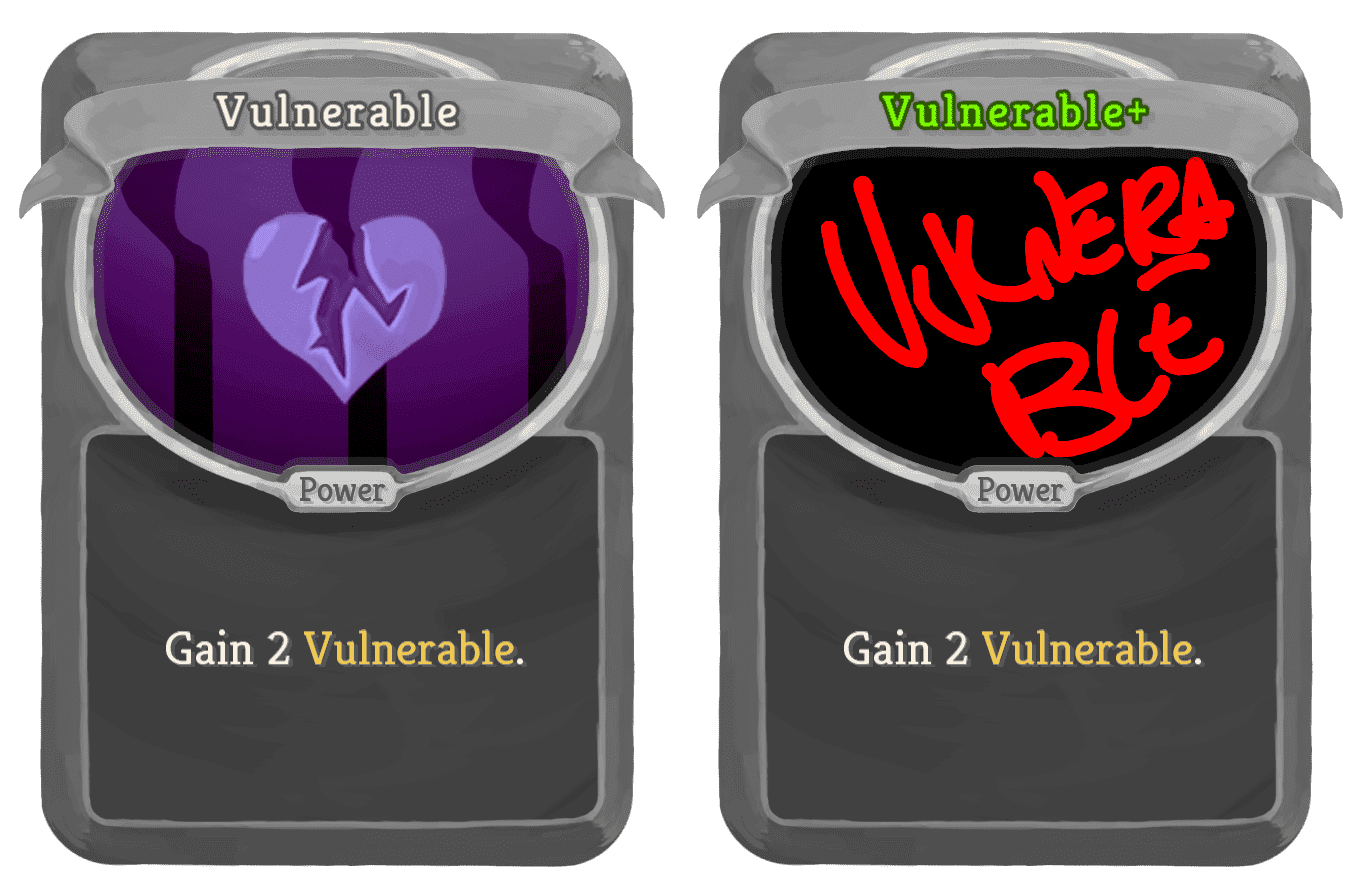 Vulnerable
Power
Gain 2 Vulnerable.
Vulnerable+
VULNERA
BLE
Power
Gain 2 Vulnerable.